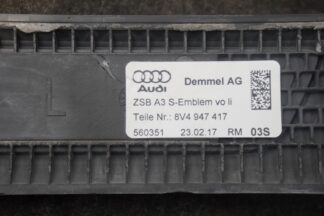 Demmel AG
Audi
ZSB A3 S-Emblem vo li
Teile Nr.: 8V4 947 417
560351 23.02.17 RM 03S